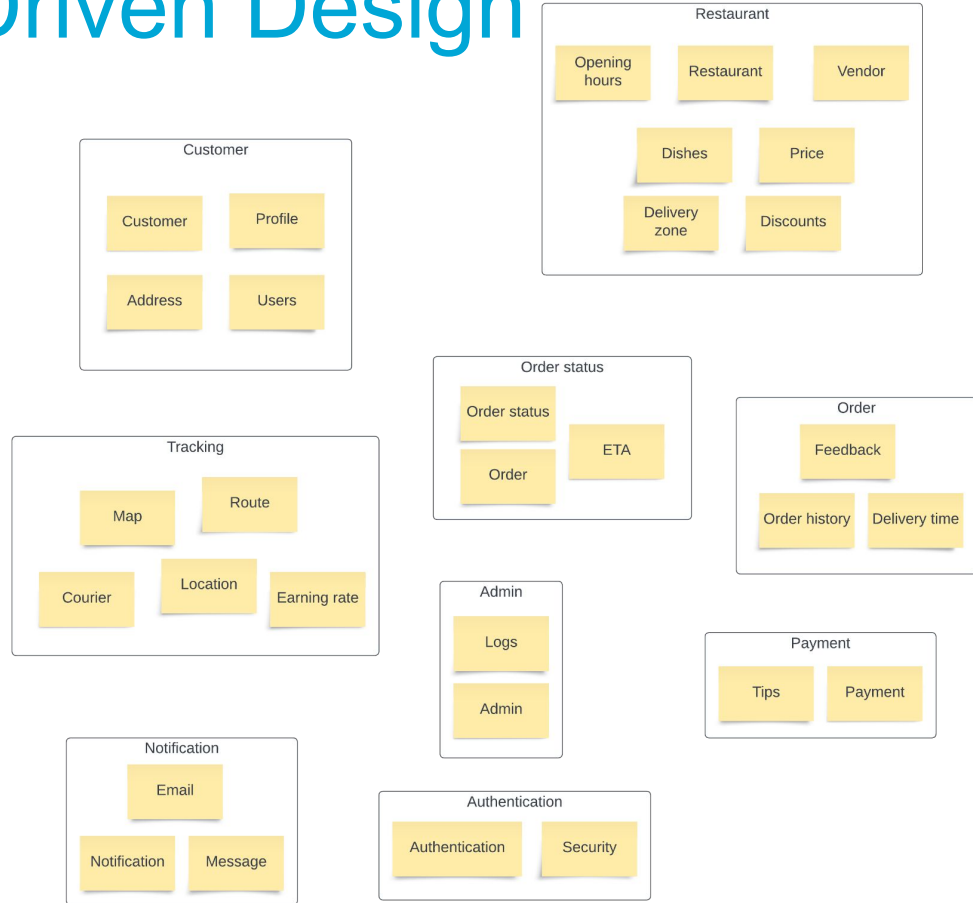 Driven Design
Restaurant
Opening
hours
Restaurant
Vendor
Dishes
Price
Delivery
zone
Discounts
Customer
Customer
Profile
Address
Users
Order status
Order status
ETA
Order
Order
Feedback
Order history
Delivery time
Tracking
Map
Route
Courier
Location
Earning rate
Admin
Logs
Admin
Payment
Tips
Payment
Notification
Email
Notification
Message
Authentication
Authentication
Security